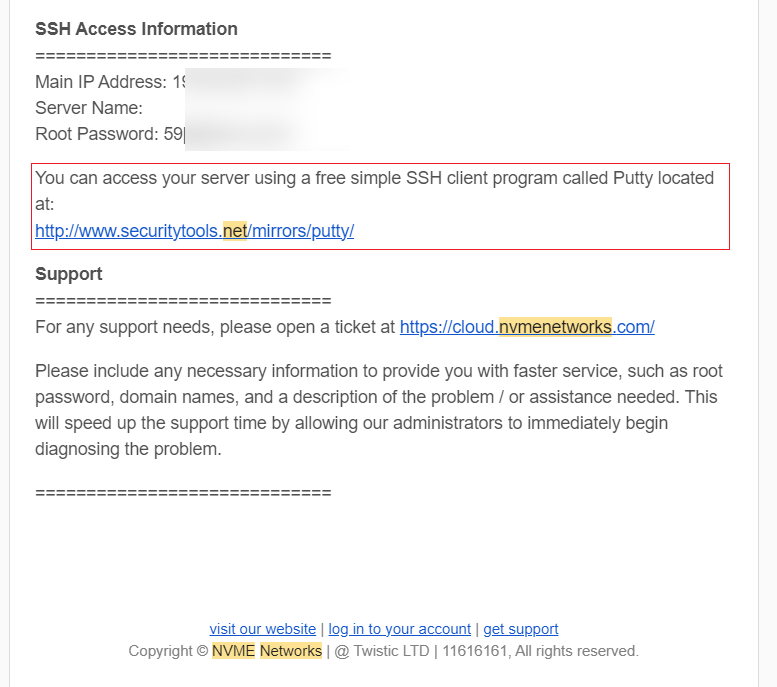 SSH Access Information
=============================
Main IP Address: 19
Server Name:
Root Password: 59
You can access your server using a free simple SSH client program called Putty located
at:
http://www.securitytools.net/mirrors/putty/
Support
=============================
For any support needs, please open a ticket at https://cloud.nvmenetworks.com/
Please include any necessary information to provide you with faster service, such as root
password, domain names, and a description of the problem / or assistance needed. This
will speed up the support time by allowing our administrators to immediately begin
diagnosing the problem.
=============================
visit our website | log in to your account | get support
Copyright © NVME Networks | @ Twistic LTD | 11616161, All rights reserved.